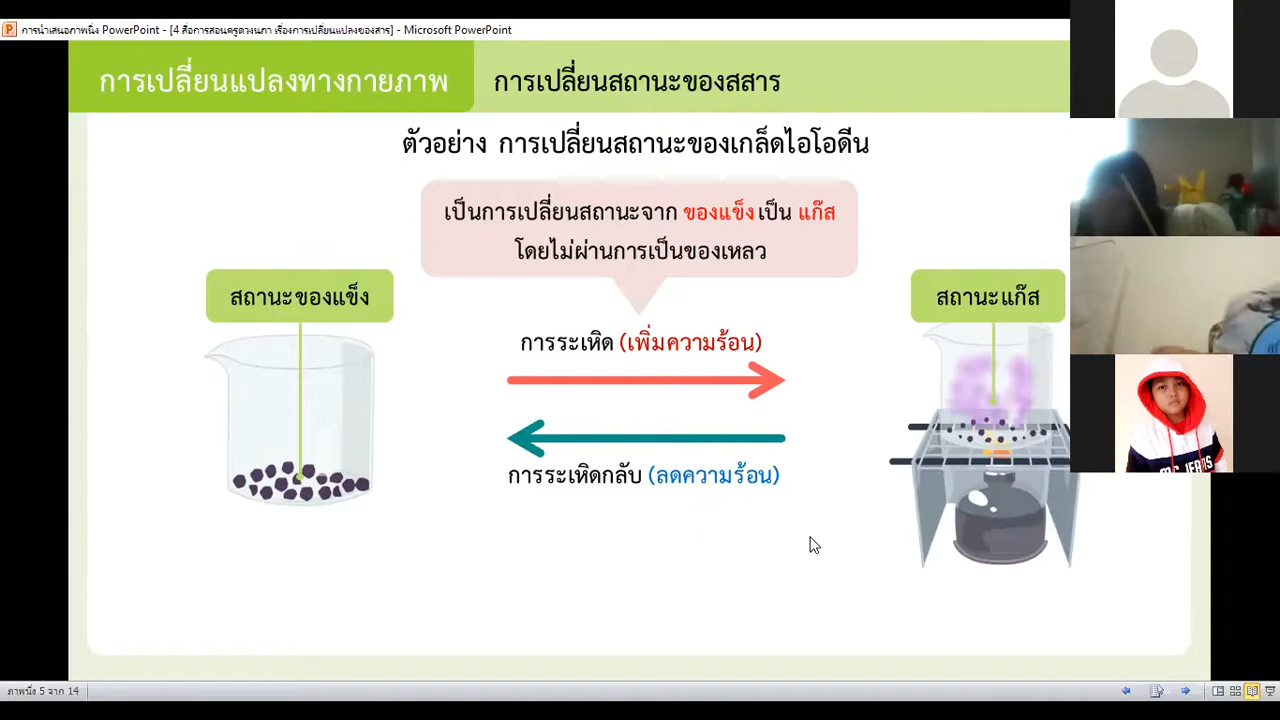 การนำเสนอภาพนิ่ง PowerPoint - [4 สื่อการสอนครูดวงนภา เรื่องการเปลี่ยนแปลงของสาร] - Microsoft PowerPoint
การเปลี่ยนแปลงทางกายภาพ
การเปลี่ยนสถานะของสสาร
ตัวอย่าง การเปลี่ยนสถานะของเกล็ดไอโอดีน
เป็นการเปลี่ยนสถานะจาก ของแข็ง เป็น แก๊ส
โดยไม่ผ่านการเป็นของเหลว
สถานะของแข็ง
สถานะแก๊ส
การระเหิด (เพิ่มความร้อน)
การระเหิดกลับ (ลดความร้อน)
ภาพนิ่ง 5 จาก 14